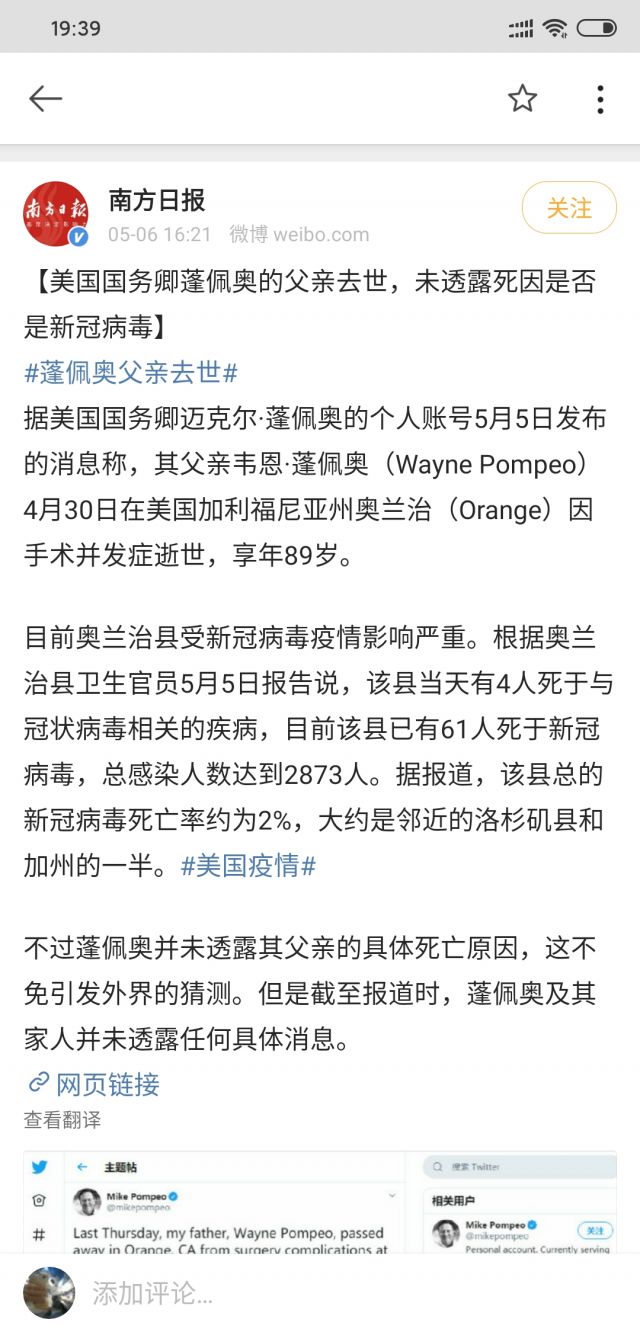 19:39
南方日报
南方日报
05-06 16:21 微博 weibo.com
关注
【美国国务卿蓬佩奥的父亲去世，未透露死因是否
是新冠病毒】
#蓬佩奥父亲去世#
据美国国务卿迈克尔·蓬佩奥的个人账号5月5日发布
的消息称，其父亲韦恩·蓬佩奥（Wayne Pompeo）
4月30日在美国加利福尼亚州奥兰治（Orange）因
手术并发症逝世，享年89岁。
目前奥兰治县受新冠病毒疫情影响严重。根据奥兰
治县卫生官员5月5日报告说，该县当天有4人死于与
冠状病毒相关的疾病，目前该县已有61人死于新冠
病毒，总感染人数达到2873人。据报道，该县总的
新冠病毒死亡率约为2%，大约是邻近的洛杉矶县和
加州的一半。#美国疫情#
不过蓬佩奥并未透露其父亲的具体死亡原因，这不
免引发外界的猜测。但是截至报道时，蓬佩奥及其
家人并未透露任何具体消息。
网页链接
查看翻译
主题帖
搜索 Twitter
Mike Pompeo
@mikepompeo
Last Thursday, my father, Wayne Pompeo, passed
away in Orange, CA from surgery complications at
相关用户
Mike Pompeo
@mikepompeo
关注
Personal account. Currently serving
添加评论...